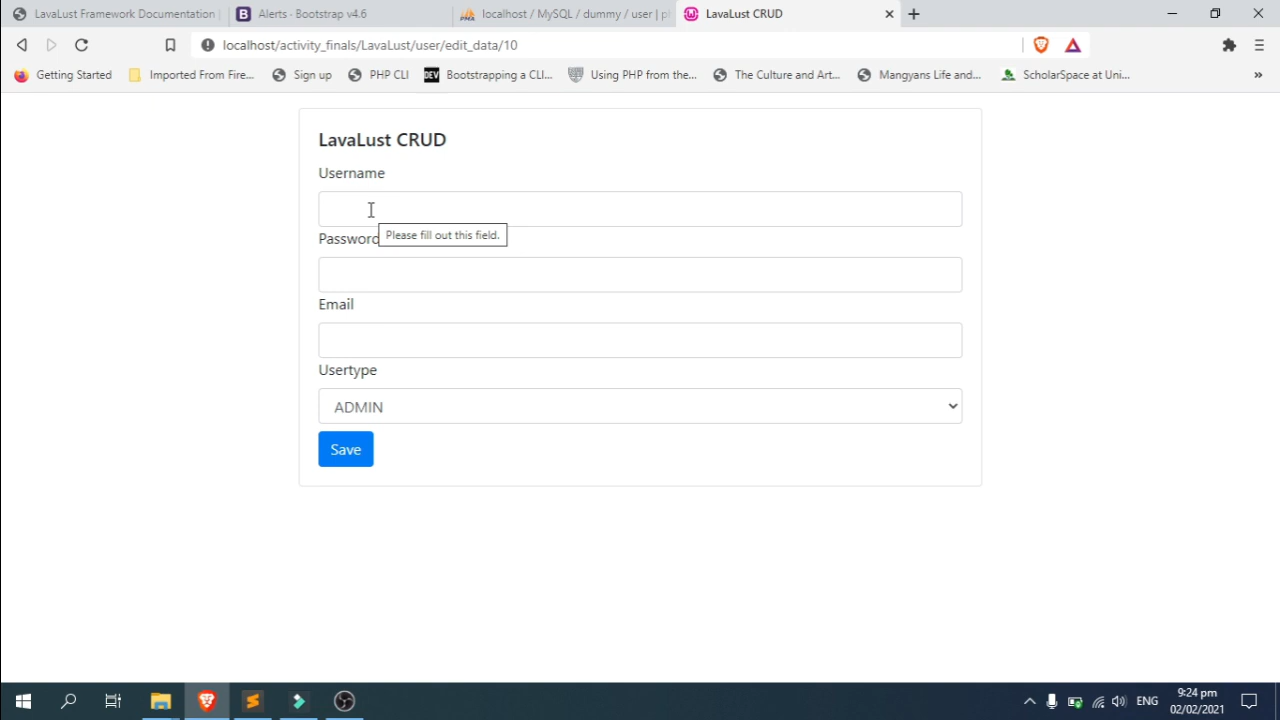 LavaLust Framework Documentation
Alerts · Bootstrap v4.6
localhost / MySQL / dummy / user | p
LavaLust CRUD
localhost/activity_finals/LavaLust/user/edit_data/10
Getting Started
Imported From Fire...
Sign up
PHP CLI
DEV
Bootstrapping a CLI...
Using PHP from the...
The Culture and Art...
Mangyans Life and...
ScholarSpace at Uni...
»
LavaLust CRUD
Username
Please fill out this field.
Password
Email
Usertype
ADMIN
Save
ENG
9:24 pm
02/02/2021